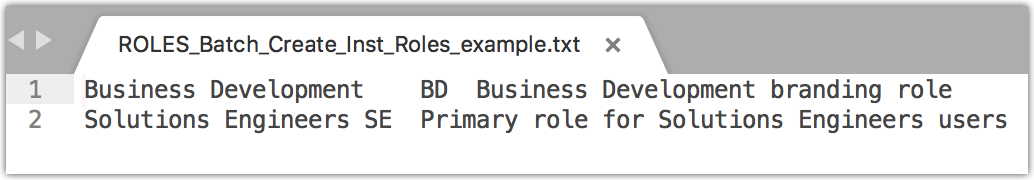 ROLES_Batch_Create_Inst_Roles_example.txt ×
1 Business Development BD Business Development branding role
2 Solutions Engineers SE Primary role for Solutions Engineers users